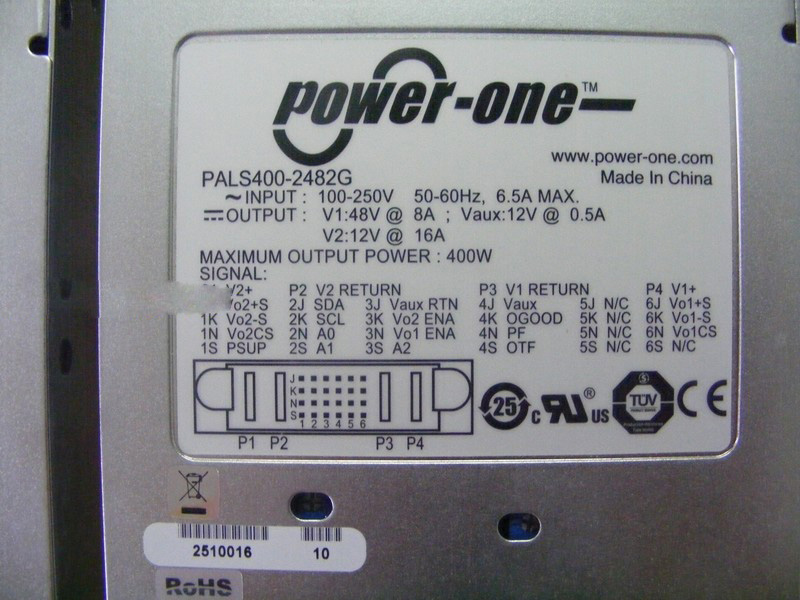 power-one™
www.power-one.com
PALS400-2482G Made In China
~INPUT : 100-250V 50-60Hz, 6.5A MAX.
OUTPUT : V1:48V @ 8A ; Vaux:12V @ 0.5A
V2:12V @ 16A
MAXIMUM OUTPUT POWER : 400W
SIGNAL:
V2+ P2 V2 RETURN P3 V1 RETURN P4 V1+
Vo2+S 2J SDA 3J Vaux RTN 4J Vaux 5J N/C 6J Vo1+S
1K Vo2-S 2K SCL 3K Vo2 ENA 4K OGOOD 5K N/C 6K Vo1-S
1N Vo2CS 2N A0 3N Vo1 ENA 4N PF 5N N/C 6N Vo1CS
1S PSUP 2S A1 3S A2 4S OTF 5S N/C 6S N/C
J
K
N
S
1 2 3 4 5 6
P1 P2 P3 P4
25
c RU® US
S
TÜV
CE
2510016 10
RoHS